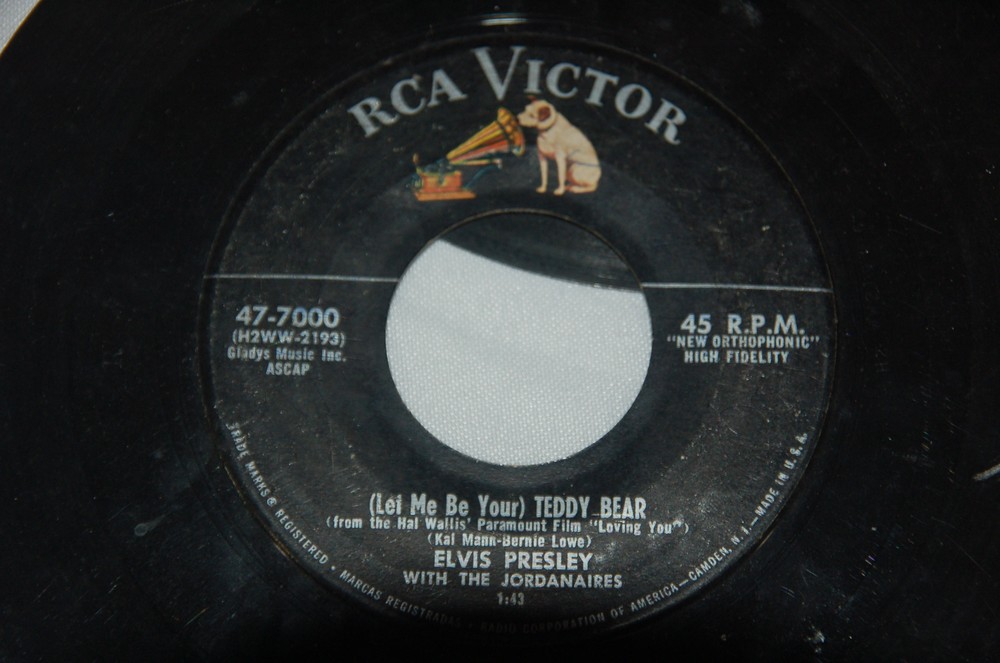 RCA VICTOR
47-7000
(H2WW-2193)
Gladys Music Inc.
ASCAP
45 R.P.M.
"NEW ORTHOPHONIC"
HIGH FIDELITY
(Let Me Be Your) TEDDY BEAR
(from the Hal Wallis' Paramount Film "Loving You")
(Kal Mann-Bernie Lowe)
ELVIS PRESLEY
WITH THE JORDANAIRES
1:43
TRADE MARKS ® REGISTERED • MARCAS REGISTRADAS • RADIO CORPORATION OF AMERICA—CAMDEN, N. J.—MADE IN U. S. A.